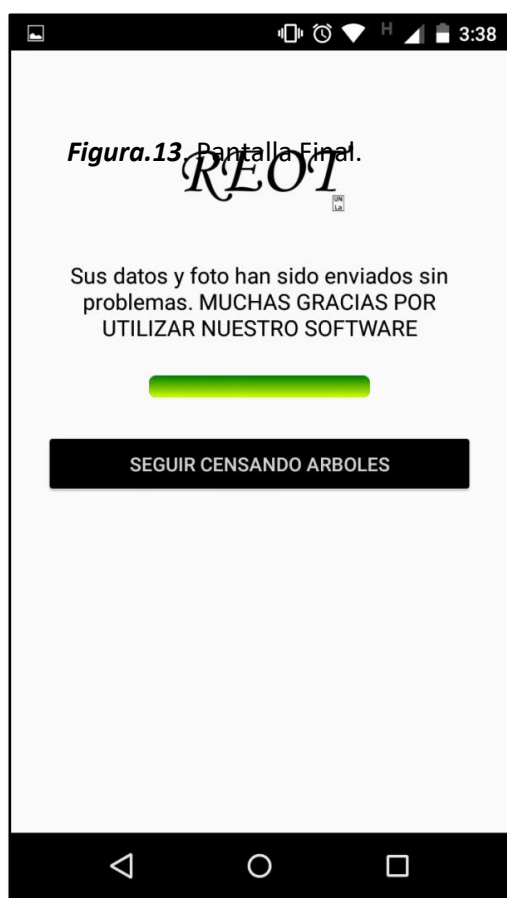 H 3:38
Figura.13. Pantalla Final.
REOT
UN
La
Sus datos y foto han sido enviados sin
problemas. MUCHAS GRACIAS POR
UTILIZAR NUESTRO SOFTWARE
SEGUIR CENSANDO ARBOLES